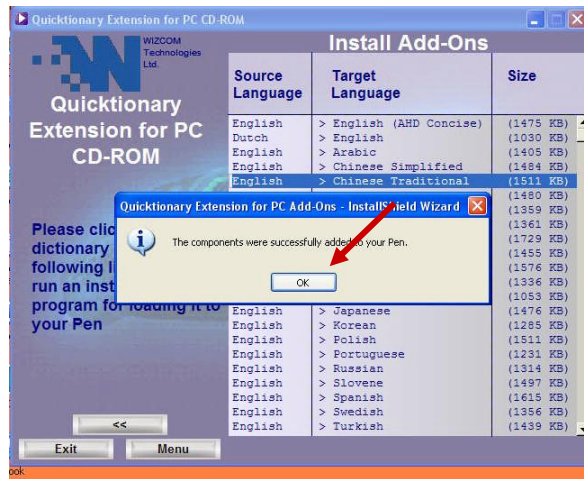 Quicktionary Extension for PC CD-ROM
WIZCOM
Technologies
Ltd.
Quicktionary
Extension for PC
CD-ROM
Please clic
dictionary
following li
run an inst
program for loading it to
your Pen
<<
Exit
Menu
Install Add-Ons
Source Language
Target Language
Size
English > English (AHD Concise) (1475 KB)
Dutch > English (1030 KB)
English > Arabic (1405 KB)
English > Chinese Simplified (1484 KB)
English > Chinese Traditional (1511 KB)
(1480 KB)
(1359 KB)
(1361 KB)
(1729 KB)
(1455 KB)
(1576 KB)
(1336 KB)
(1053 KB)
English > Japanese (1476 KB)
English > Korean (1285 KB)
English > Polish (1511 KB)
English > Portuguese (1231 KB)
English > Russian (1314 KB)
English > Slovene (1497 KB)
English > Spanish (1615 KB)
English > Swedish (1356 KB)
English > Turkish (1439 KB)
Quicktionary Extension for PC Add-Ons - InstallShield Wizard
The components were successfully added to your Pen.
OK
ook